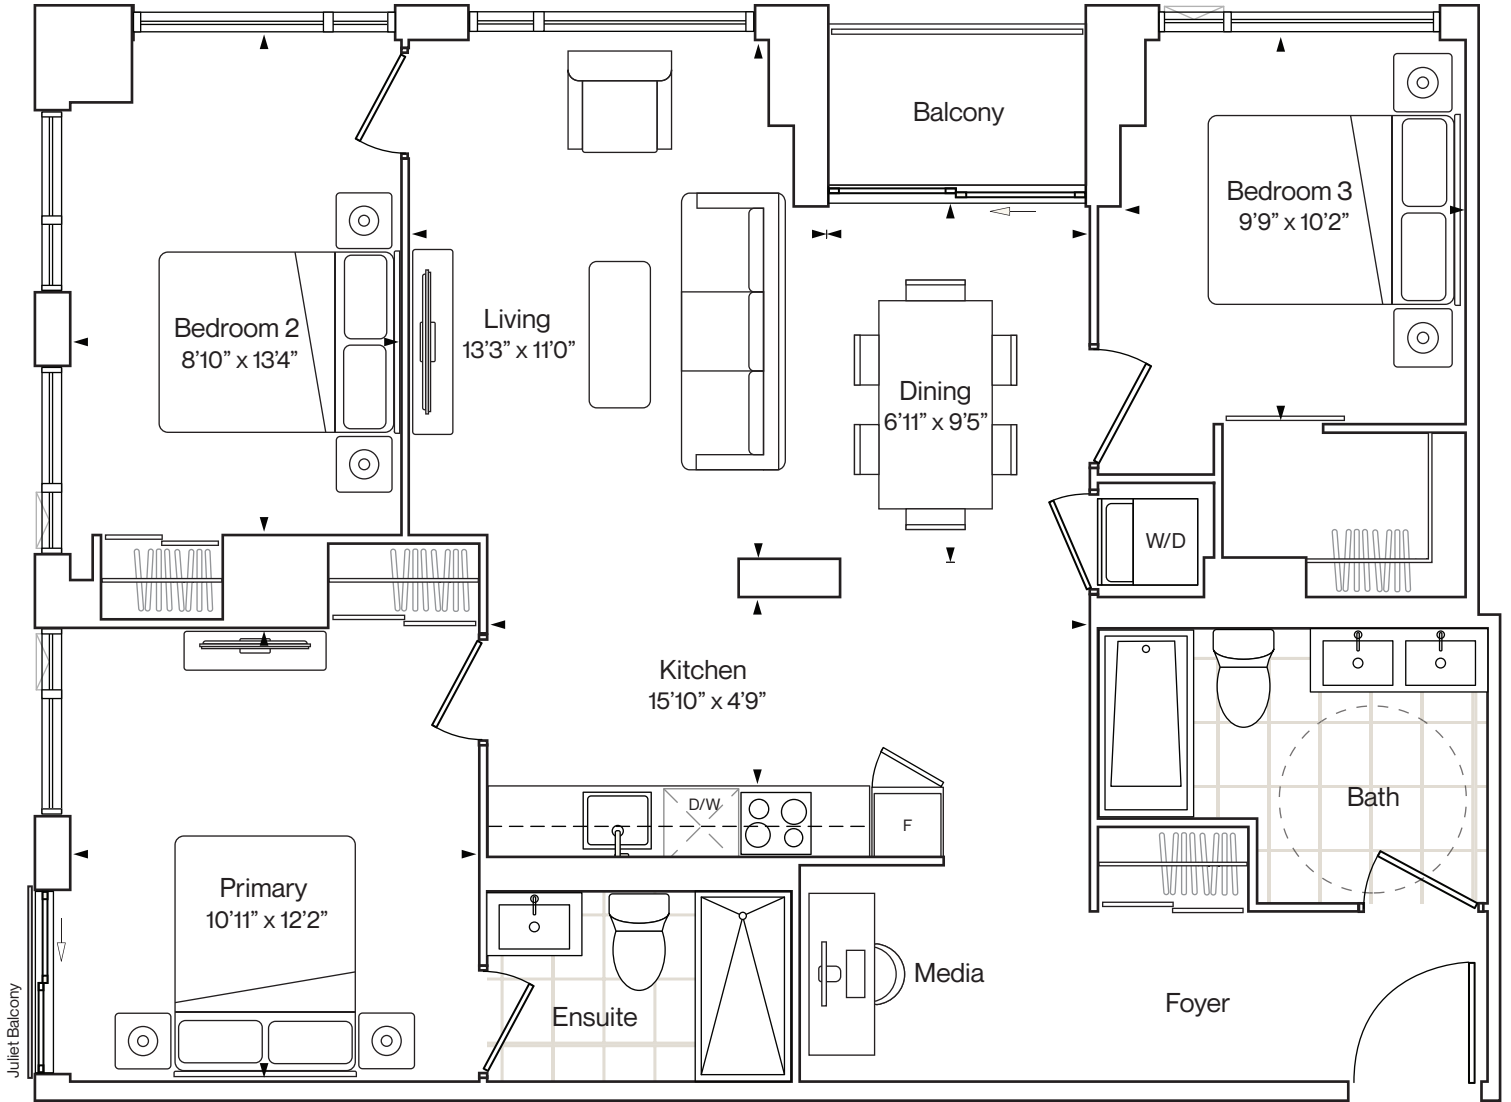 Balcony
Bedroom 3
9’9” x 10’2”
Bedroom 2
8’10” x 13’4”
Living
13’3” x 11’0”
Dining
6’11” x 9’5”
W/D
Kitchen
15’10” x 4’9”
D/W
F
Bath
Primary
10’11” x 12’2”
Media
Foyer
Ensuite
Juliet Balcony